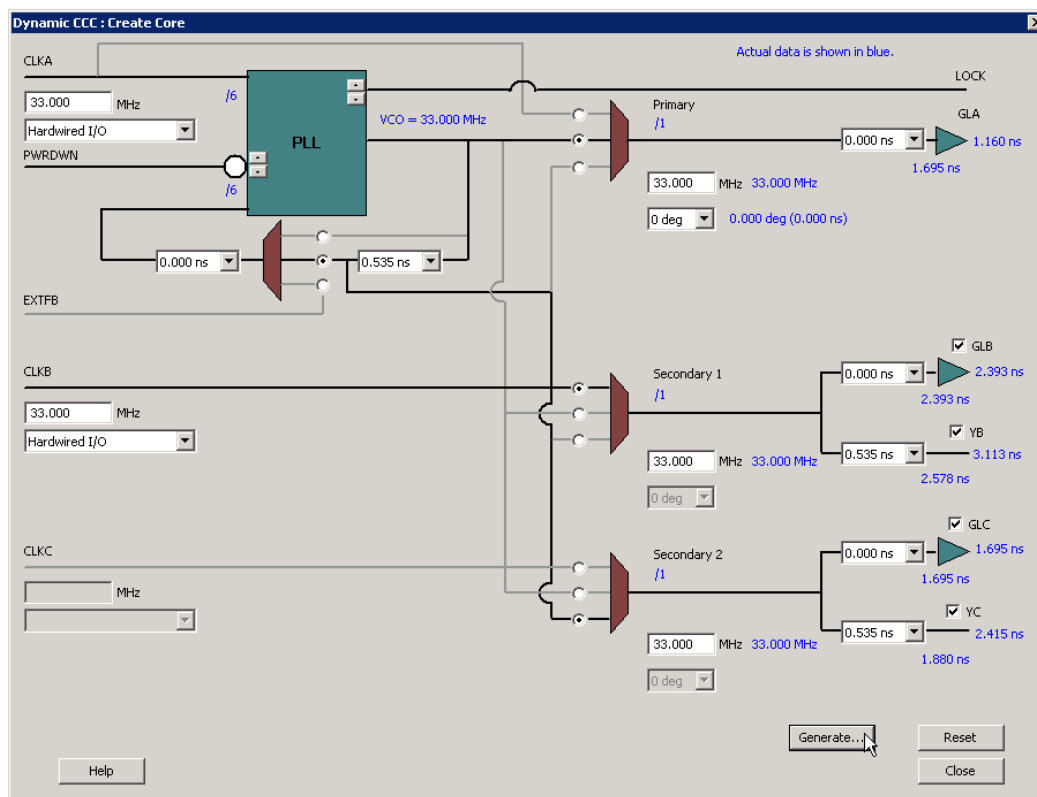 Dynamic CCC : Create Core
Actual data is shown in blue.
CLKA
LOCK
33.000 MHz
/6
Primary
/1
GLA
Hardwired I/O
PLL
VCO = 33.000 MHz
0.000 ns
1.160 ns
PWRDWN
1.695 ns
/6
33.000 MHz 33.000 MHz
0 deg 0.000 deg (0.000 ns)
0.000 ns
0.535 ns
EXTFB
GLB
CLKB
Secondary 1
/1
0.000 ns
2.393 ns
2.393 ns
33.000 MHz
Hardwired I/O
YB
0.535 ns
3.113 ns
33.000 MHz 33.000 MHz
2.578 ns
0 deg
GLC
CLKC
Secondary 2
/1
0.000 ns
1.695 ns
1.695 ns
MHz
YC
0.535 ns
2.415 ns
33.000 MHz 33.000 MHz
1.880 ns
0 deg
Generate...
Reset
Help
Close